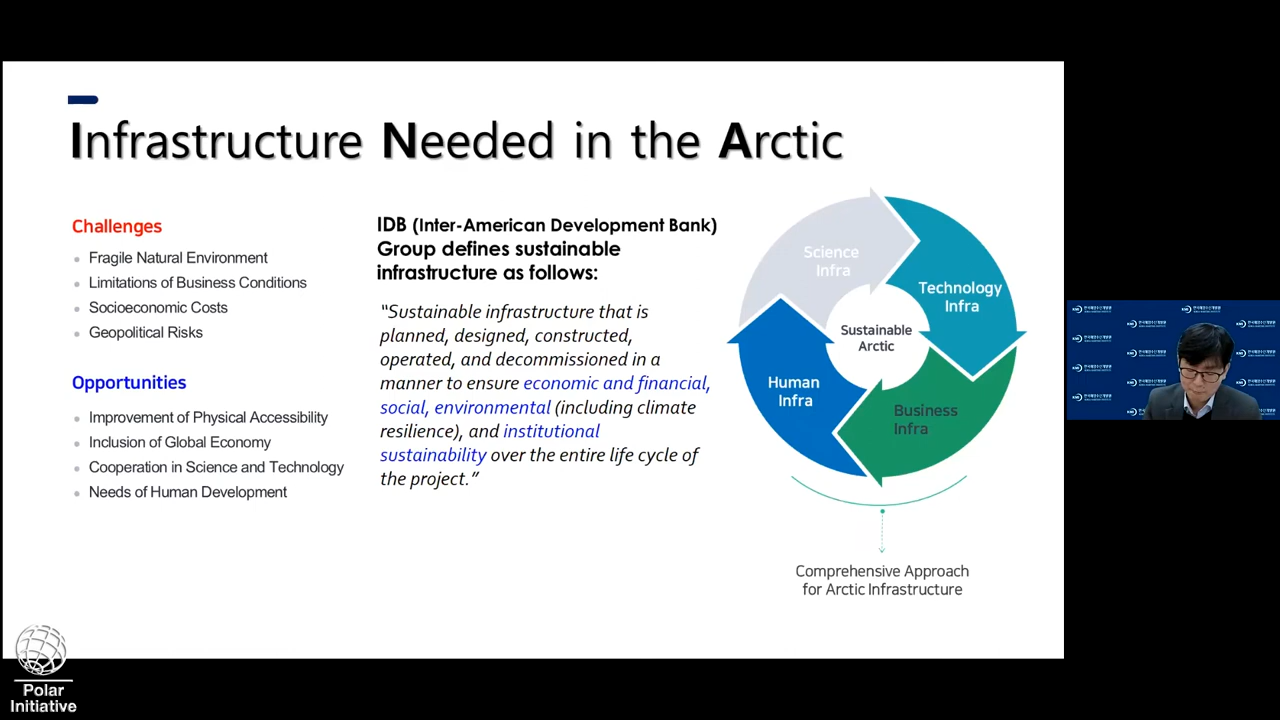 Infrastructure Needed in the Arctic
Challenges
Fragile Natural Environment
Limitations of Business Conditions
Socioeconomic Costs
Geopolitical Risks
Opportunities
Improvement of Physical Accessibility
Inclusion of Global Economy
Cooperation in Science and Technology
Needs of Human Development
IDB (Inter-American Development Bank)
Group defines sustainable
infrastructure as follows:
“Sustainable infrastructure that is
planned, designed, constructed,
operated, and decommissioned in a
manner to ensure economic and financial,
social, environmental (including climate
resilience), and institutional
sustainability over the entire life cycle of
the project.”
Science
Infra
Technology
Infra
Sustainable
Arctic
Human
Infra
Business
Infra
Comprehensive Approach
for Arctic Infrastructure
Polar
Initiative